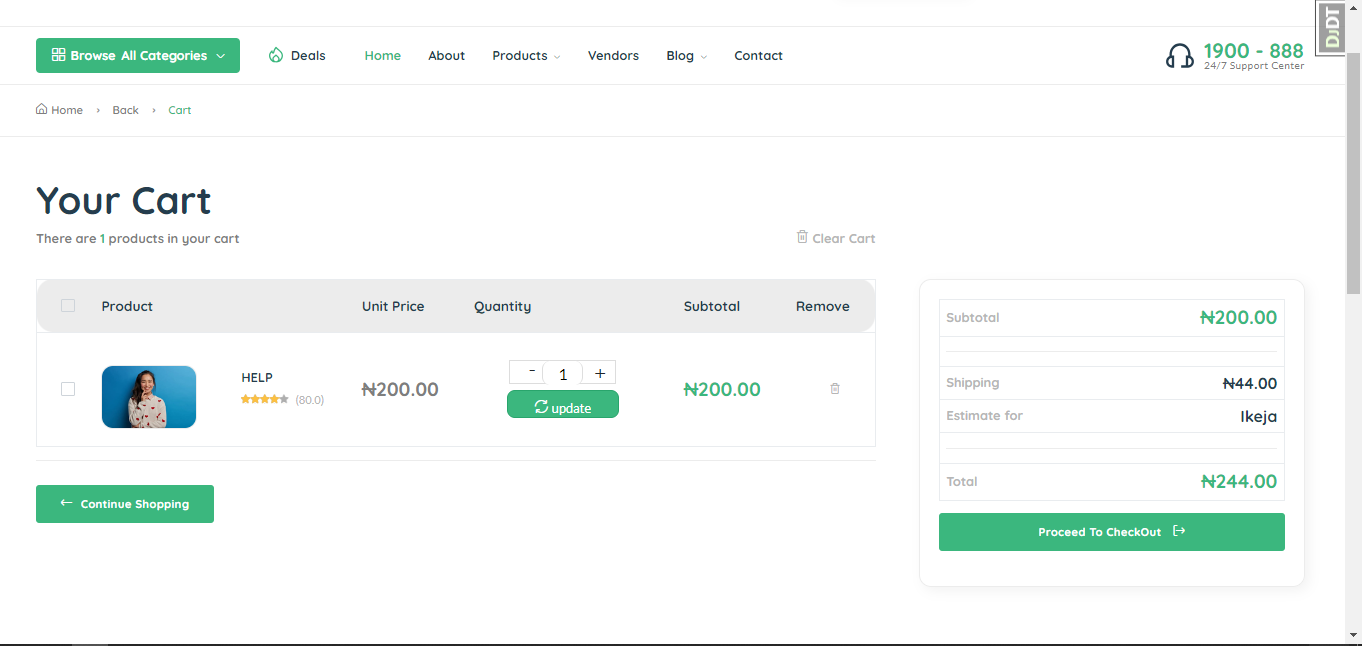 DjDT
Browse All Categories
Deals
Home
About
Products
Vendors
Blog
Contact
1900 - 888
24/7 Support Center
Home › Back › Cart
Your Cart
There are 1 products in your cart
Clear Cart
Product Unit Price Quantity Subtotal Remove
HELP
(80.0)
₦200.00
- 1 +
update
₦200.00
← Continue Shopping
Subtotal ₦200.00
Shipping ₦44.00
Estimate for Ikeja
Total ₦244.00
Proceed To CheckOut